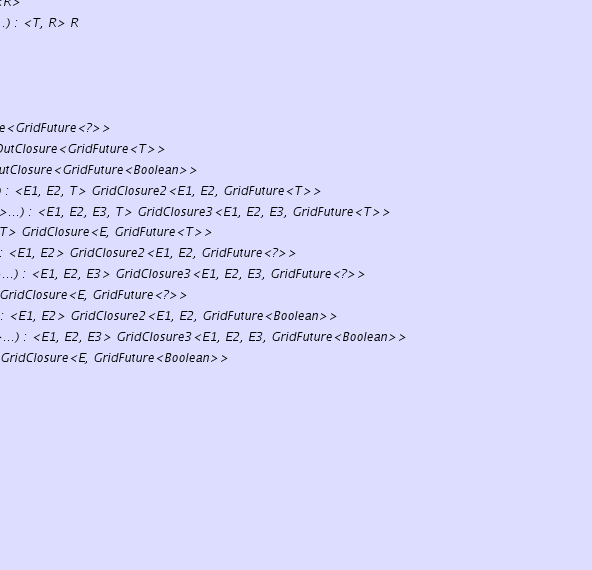 R>
..) : <T, R> R
e<GridFuture<?>>
OutClosure<GridFuture<T>>
utClosure<GridFuture<Boolean>>
) : <E1, E2, T> GridClosure2<E1, E2, GridFuture<T>>
>...) : <E1, E2, E3, T> GridClosure3<E1, E2, E3, GridFuture<T>>
T> GridClosure<E, GridFuture<T>>
: <E1, E2> GridClosure2<E1, E2, GridFuture<?>>
...) : <E1, E2, E3> GridClosure3<E1, E2, E3, GridFuture<?>>
GridClosure<E, GridFuture<?>>
: <E1, E2> GridClosure2<E1, E2, GridFuture<Boolean>>
...) : <E1, E2, E3> GridClosure3<E1, E2, E3, GridFuture<Boolean>>
GridClosure<E, GridFuture<Boolean>>